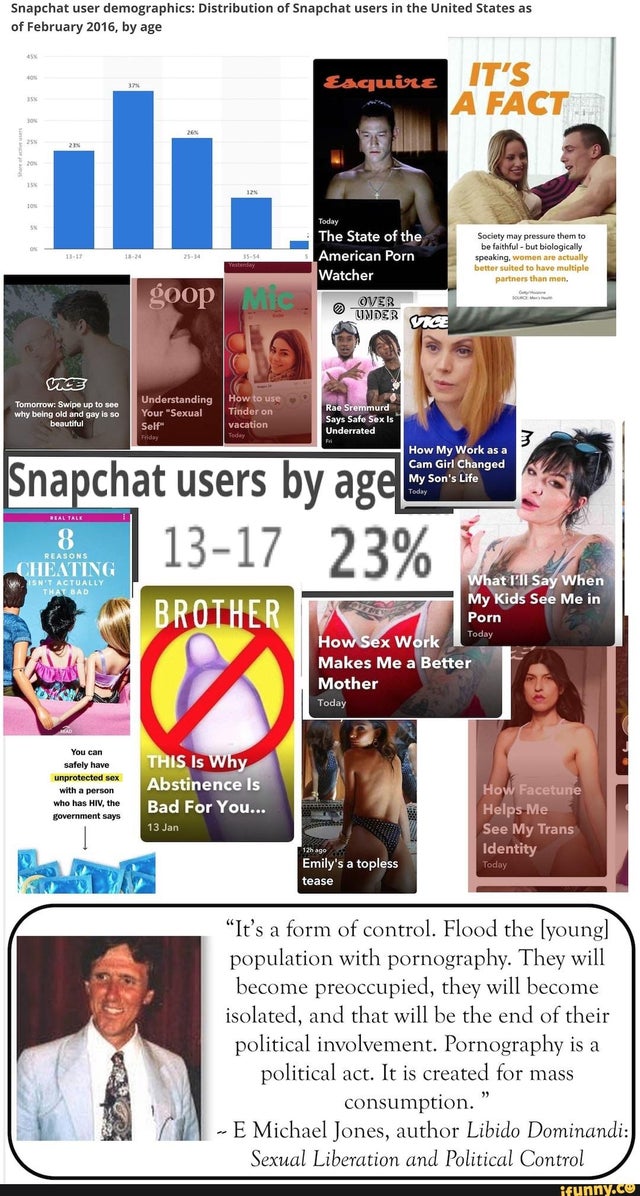 Snapchat user demographics: Distribution of Snapchat users in the United States as
of February 2016, by age
45%
40%
35%
30%
25%
20%
15%
10%
5%
0%
Share of active users
23%
37%
26%
12%
13-17
18-24
25-34
35-54
Esquire
Today
The State of the
American Porn
Watcher
IT'S
A FACT
Society may pressure them to
be faithful - but biologically
speaking, women are actually
better suited to have multiple
partners than men.
SOURCE: Men's Health
VICE
Tomorrow: Swipe up to see
why being old and gay is so
beautiful
goop
Understanding
Your "Sexual
Self"
Friday
Yesterday
Mic
How to use
Tinder on
vacation
Today
OVER
UNDER
Rae Sremmurd
Says Safe Sex Is
Underrated
Fri
VICE
How My Work as a
Cam Girl Changed
My Son's Life
Today
Snapchat users by age
13-17 23%
REAL TALK
8
REASONS
CHEATING
ISN'T ACTUALLY
THAT BAD
READ
BROTHER
THIS Is Why
Abstinence Is
Bad For You...
13 Jan
What I'll Say When
My Kids See Me in
Porn
Today
How Sex Work
Makes Me a Better
Mother
Today
You can
safely have
unprotected sex
with a person
who has HIV, the
government says
12h ago
Emily's a topless
tease
How Facetune
Helps Me
See My Trans
Identity
Today
“It's a form of control. Flood the [young]
population with pornography. They will
become preoccupied, they will become
isolated, and that will be the end of their
political involvement. Pornography is a
political act. It is created for mass
consumption. ”
~ E Michael Jones, author Libido Dominandi:
Sexual Liberation and Political Control
ifunny.co